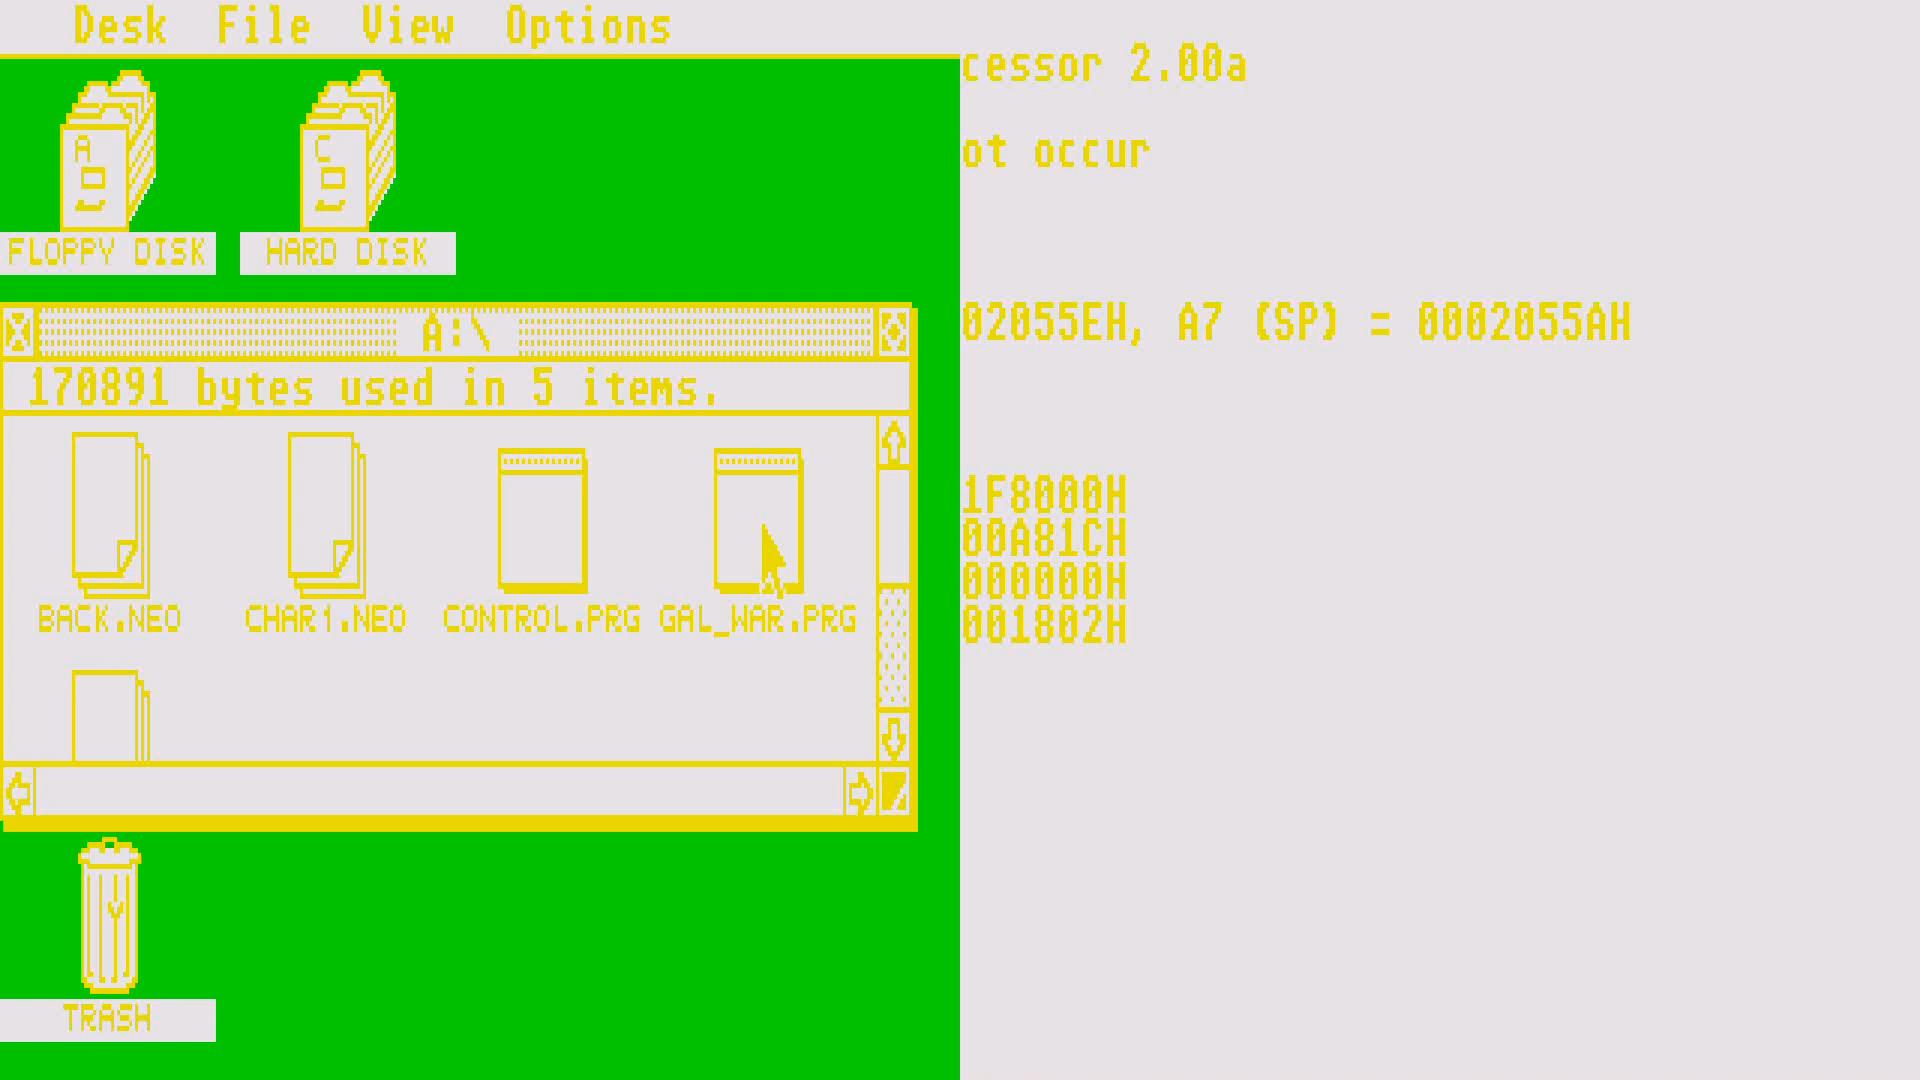 Desk File View Options
cessor 2.00a
A
C
ot occur
FLOPPY DISK HARD DISK
A:\
02055EH, A7 (SP) = 0002055AH
170891 bytes used in 5 items.
1F8000H
00A81CH
000000H
001802H
BACK.NEO CHAR1.NEO CONTROL.PRG GAL_WAR.PRG
TRASH